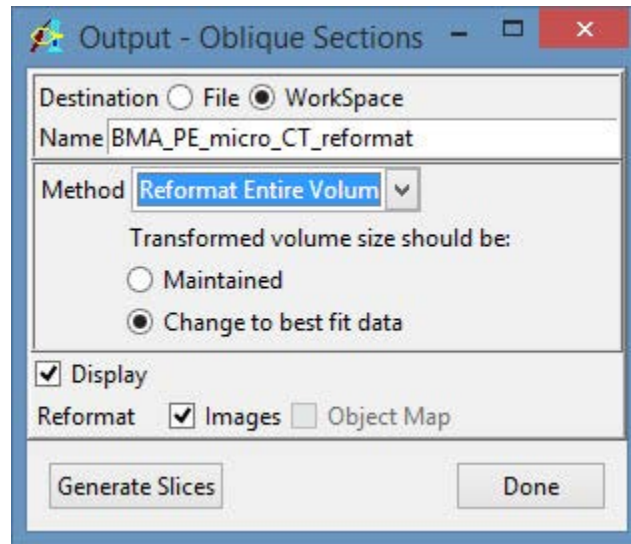 Output - Oblique Sections
Destination File WorkSpace
Name BMA_PE_micro_CT_reformat
Method Reformat Entire Volum
Transformed volume size should be:
Maintained
Change to best fit data
Display
Reformat Images Object Map
Generate Slices Done